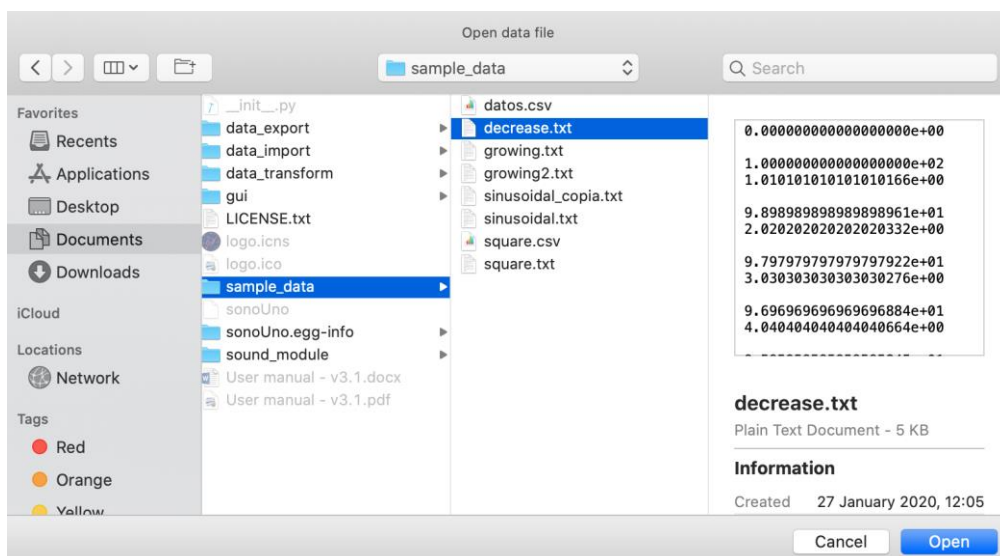 Open data file
sample_data
Search
Favorites
Recents
Applications
Desktop
Documents
Downloads
iCloud
Locations
Network
Tags
Red
Orange
Yellow
__init__.py
data_export
data_import
data_transform
gui
LICENSE.txt
logo.icns
logo.ico
sample_data
sonoUno
sonoUno.egg-info
sound_module
User manual - v3.1.docx
User manual - v3.1.pdf
datos.csv
decrease.txt
growing.txt
growing2.txt
sinusoidal_copia.txt
sinusoidal.txt
square.csv
square.txt
0.000000000000000000e+00
1.000000000000000000e+02
1.010101010101010166e+00
9.898989898989898961e+01
2.020202020202020332e+00
9.797979797979797922e+01
3.030303030303030276e+00
9.696969696969696884e+01
4.040404040404040664e+00
decrease.txt
Plain Text Document - 5 KB
Information
Created 27 January 2020, 12:05
Cancel
Open